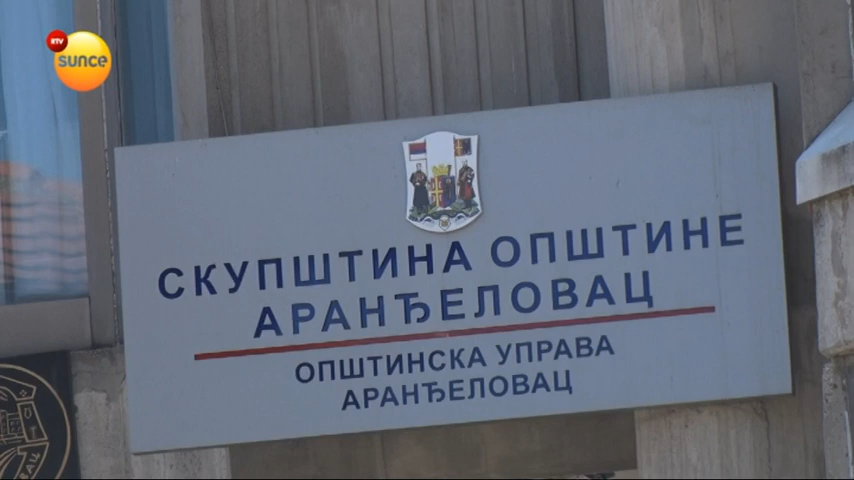 RTV
sunce
СКУПШТИНА ОПШТИНЕ
АРАНЂЕЛОВАЦ
ОПШТИНСКА УПРАВА
АРАНЂЕЛОВАЦ